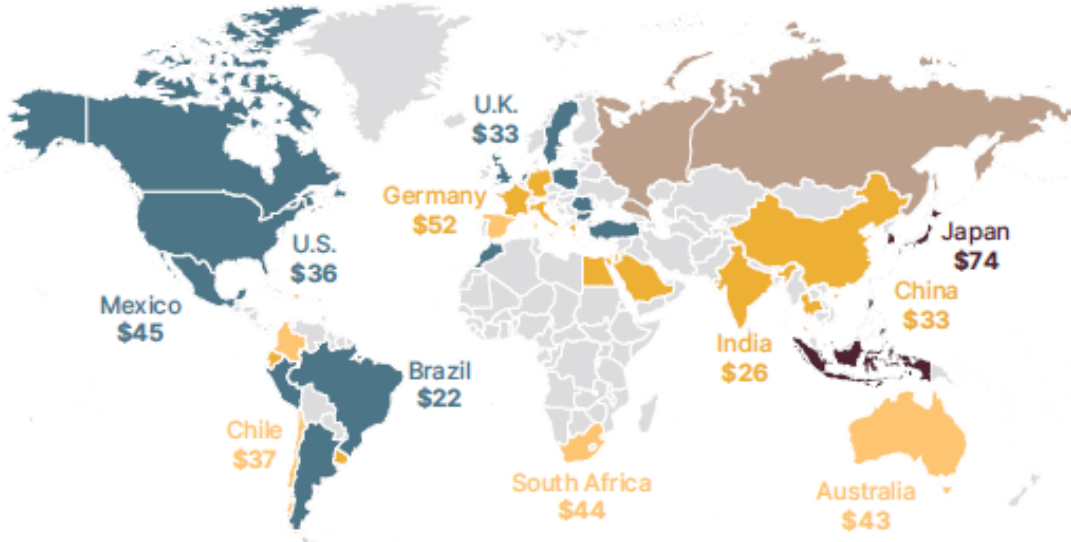 U.K.
$33
Germany
$52
U.S.
$36
Mexico
$45
Japan
$74
China
$33
India
$26
Brazil
$22
Chile
$37
South Africa
$44
Australia
$43